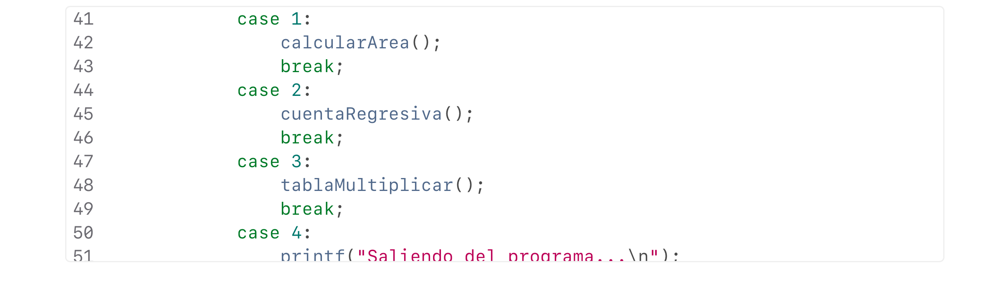 41 case 1:
42 calcularArea();
43 break;
44 case 2:
45 cuentaRegresiva();
46 break;
47 case 3:
48 tablaMultiplicar();
49 break;
50 case 4:
51 printf("Saliendo del programa...\n");